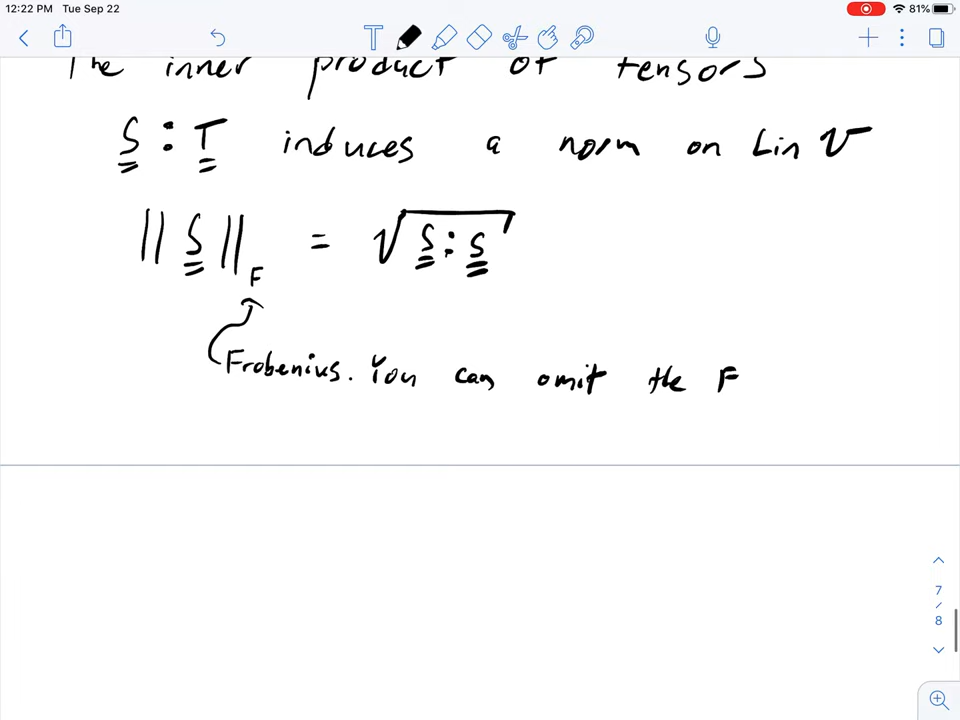 12:22 PM Tue Sep 22 81%
The inner product of tensors
S : T induces a norm on Lin V
|| S ||_F = √(S : S)
Frobenius. You can omit the F
7
/
8